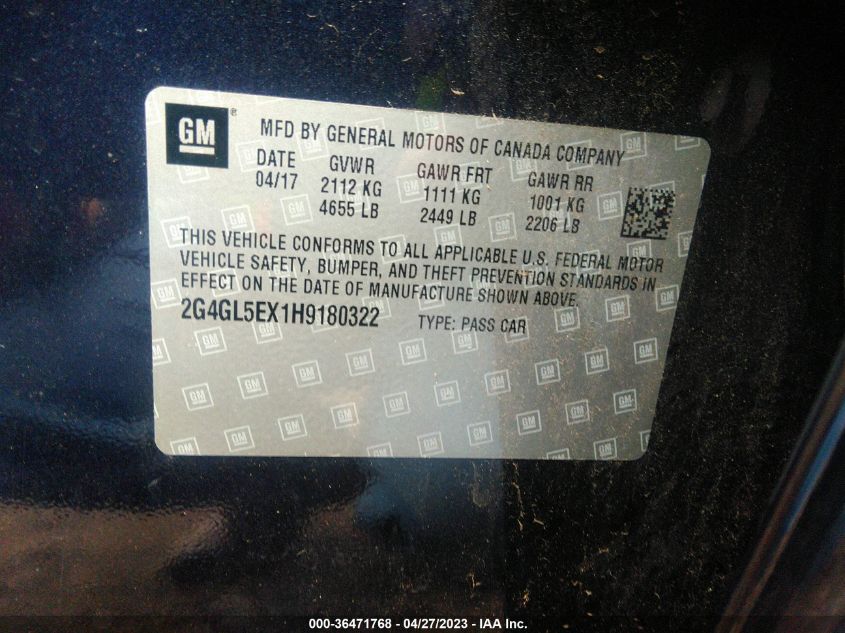 GM ® MFD BY GENERAL MOTORS OF CANADA COMPANY
DATE GVWR GAWR FRT GAWR RR
04/17 2112 KG 1111 KG 1001 KG
4655 LB 2449 LB 2206 LB
THIS VEHICLE CONFORMS TO ALL APPLICABLE U.S. FEDERAL MOTOR
VEHICLE SAFETY, BUMPER, AND THEFT PREVENTION STANDARDS IN
EFFECT ON THE DATE OF MANUFACTURE SHOWN ABOVE.
2G4GL5EX1H9180322 TYPE: PASS CAR
000-36471768 - 04/27/2023 - IAA Inc.